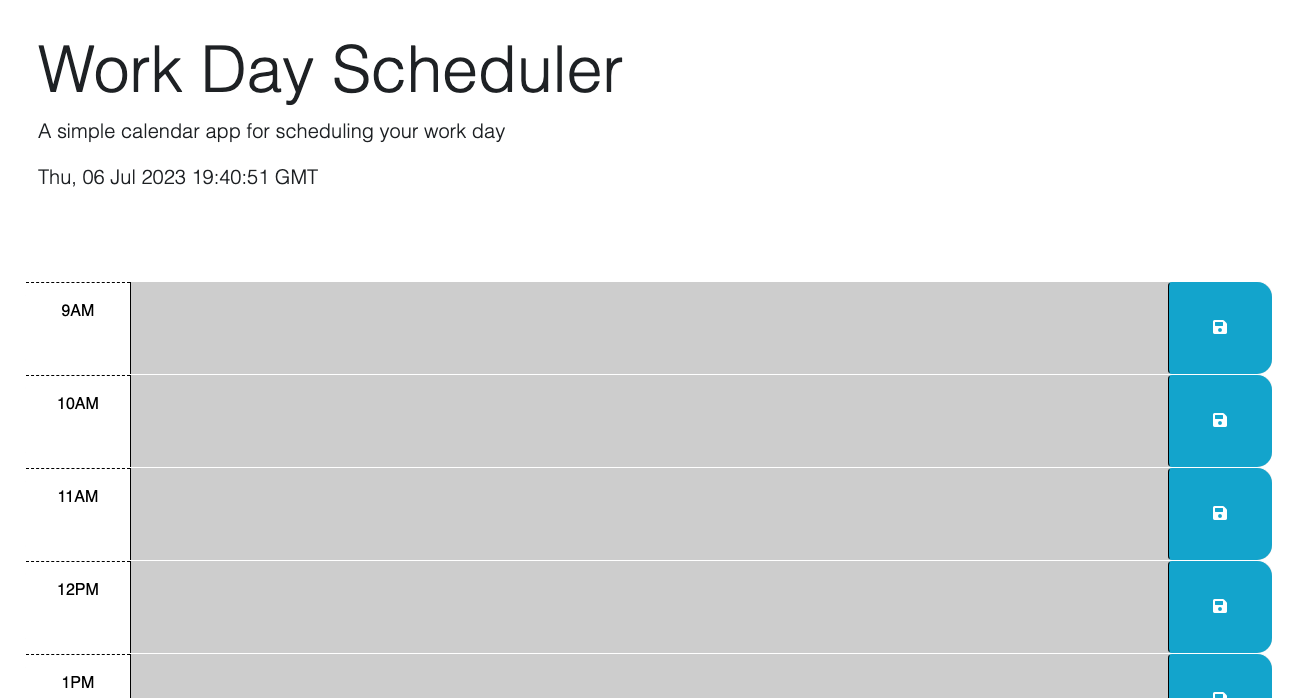 Work Day Scheduler
A simple calendar app for scheduling your work day
Thu, 06 Jul 2023 19:40:51 GMT
9AM
10AM
11AM
12PM
1PM